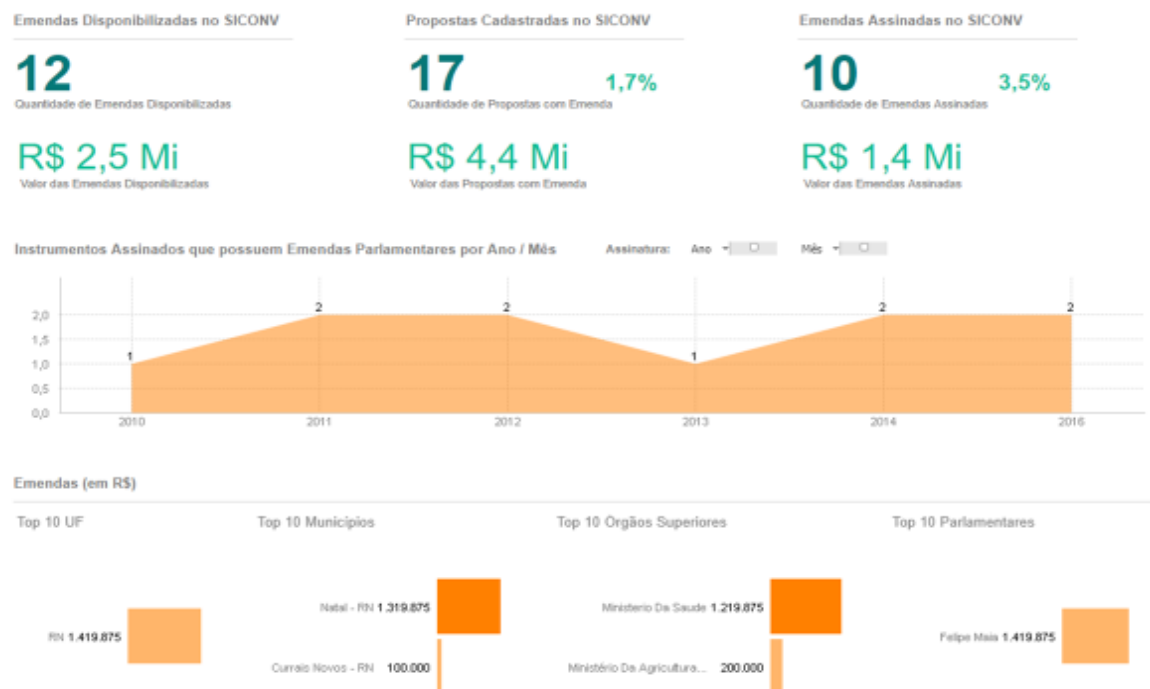 Emendas Disponibilizadas no SICONV
Propostas Cadastradas no SICONV
Emendas Assinadas no SICONV
12
Quantidade de Emendas Disponibilizadas
17
1,7%
Quantidade de Propostas com Emenda
10
3,5%
Quantidade de Emendas Assinadas
R$ 2,5 Mi
Valor das Emendas Disponibilizadas
R$ 4,4 Mi
Valor das Propostas com Emenda
R$ 1,4 Mi
Valor das Emendas Assinadas
Instrumentos Assinados que possuem Emendas Parlamentares por Ano / Mês
Assinatura: Ano Mês
2,0
1,5
1,0
0,5
0,0
1
2
2
1
2
2
2010
2011
2012
2013
2014
2016
Emendas (em R$)
Top 10 UF
RN 1.419.875
Top 10 Municípios
Natal - RN 1.319.875
Currais Novos - RN 100.000
Top 10 Orgãos Superiores
Ministerio Da Saude 1.219.875
Ministério Da Agricultura... 200.000
Top 10 Parlamentares
Felipe Maia 1.419.875